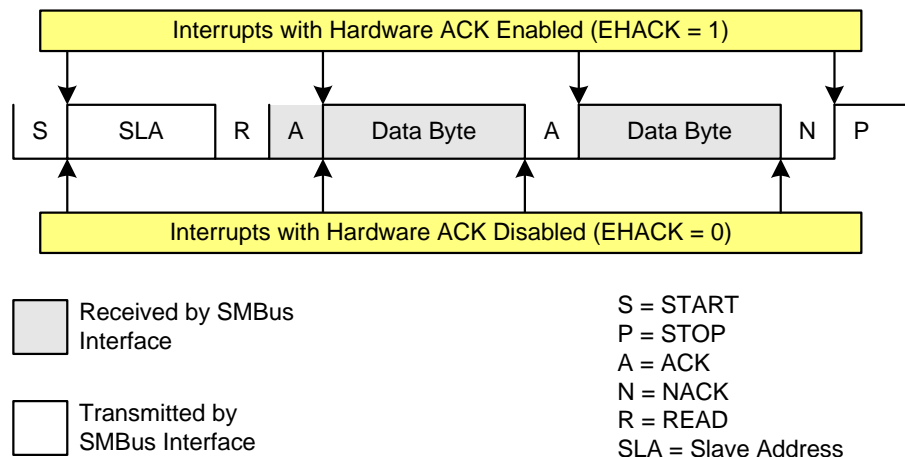 Interrupts with Hardware ACK Enabled (EHACK = 1)
S SLA R A Data Byte A Data Byte N P
Interrupts with Hardware ACK Disabled (EHACK = 0)
Received by SMBus
Interface
Transmitted by
SMBus Interface
S = START
P = STOP
A = ACK
N = NACK
R = READ
SLA = Slave Address